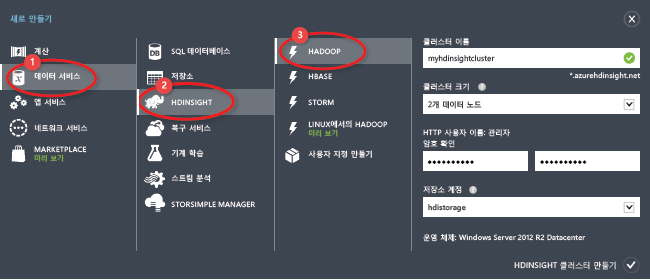 새로 만들기
계산
1
데이터 서비스
앱 서비스
네트워크 서비스
MARKETPLACE
미리 보기
SQL 데이터베이스
저장소
2
HDINSIGHT
복구 서비스
기계 학습
스트림 분석
STORSIMPLE MANAGER
3
HADOOP
HBASE
STORM
LINUX에서의 HADOOP
미리 보기
사용자 지정 만들기
클러스터 이름
myhdinsightcluster
*.azurehdinsight.net
클러스터 크기
2개 데이터 노드
HTTP 사용자 이름: 관리자
암호 확인
저장소 계정
hdistorage
운영 체제: Windows Server 2012 R2 Datacenter
HDINSIGHT 클러스터 만들기